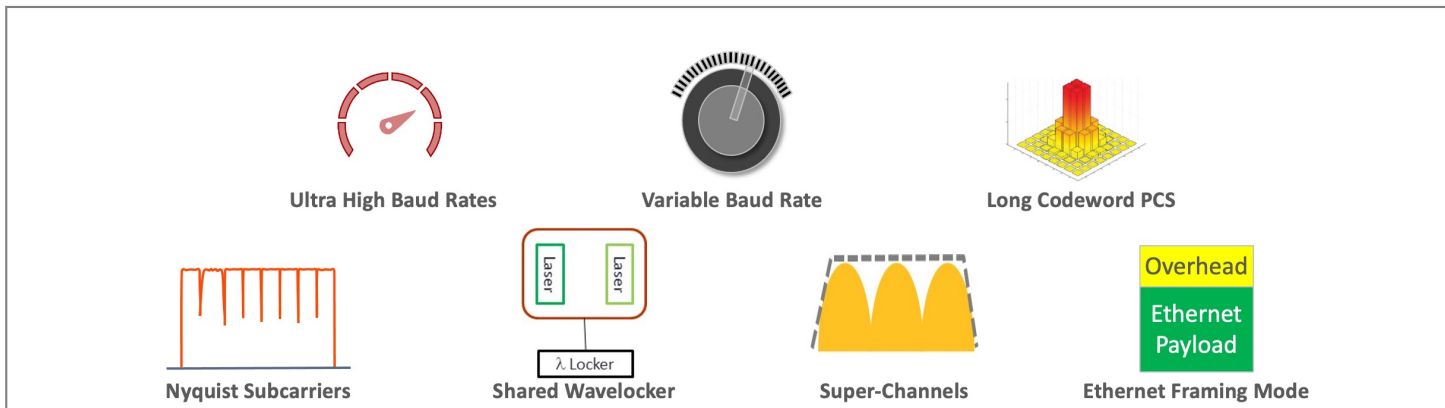 Ultra High Baud Rates
Variable Baud Rate
Long Codeword PCS
Laser
Laser
λ Locker
Overhead
Ethernet
Payload
Nyquist Subcarriers
Shared Wavelocker
Super-Channels
Ethernet Framing Mode